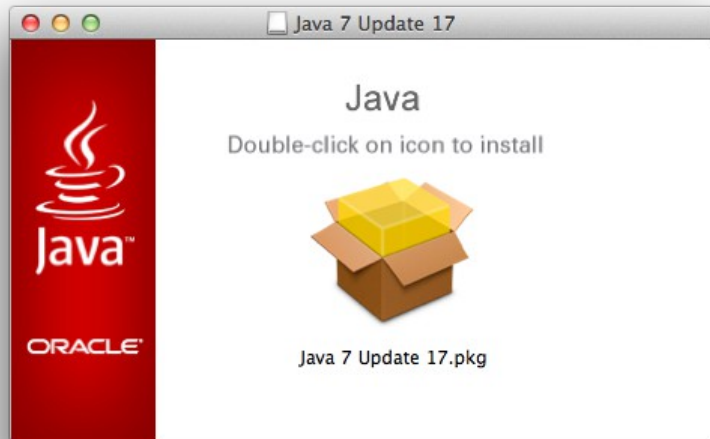 Java 7 Update 17
Java
Double-click on icon to install
Java™
ORACLE®
Java 7 Update 17.pkg